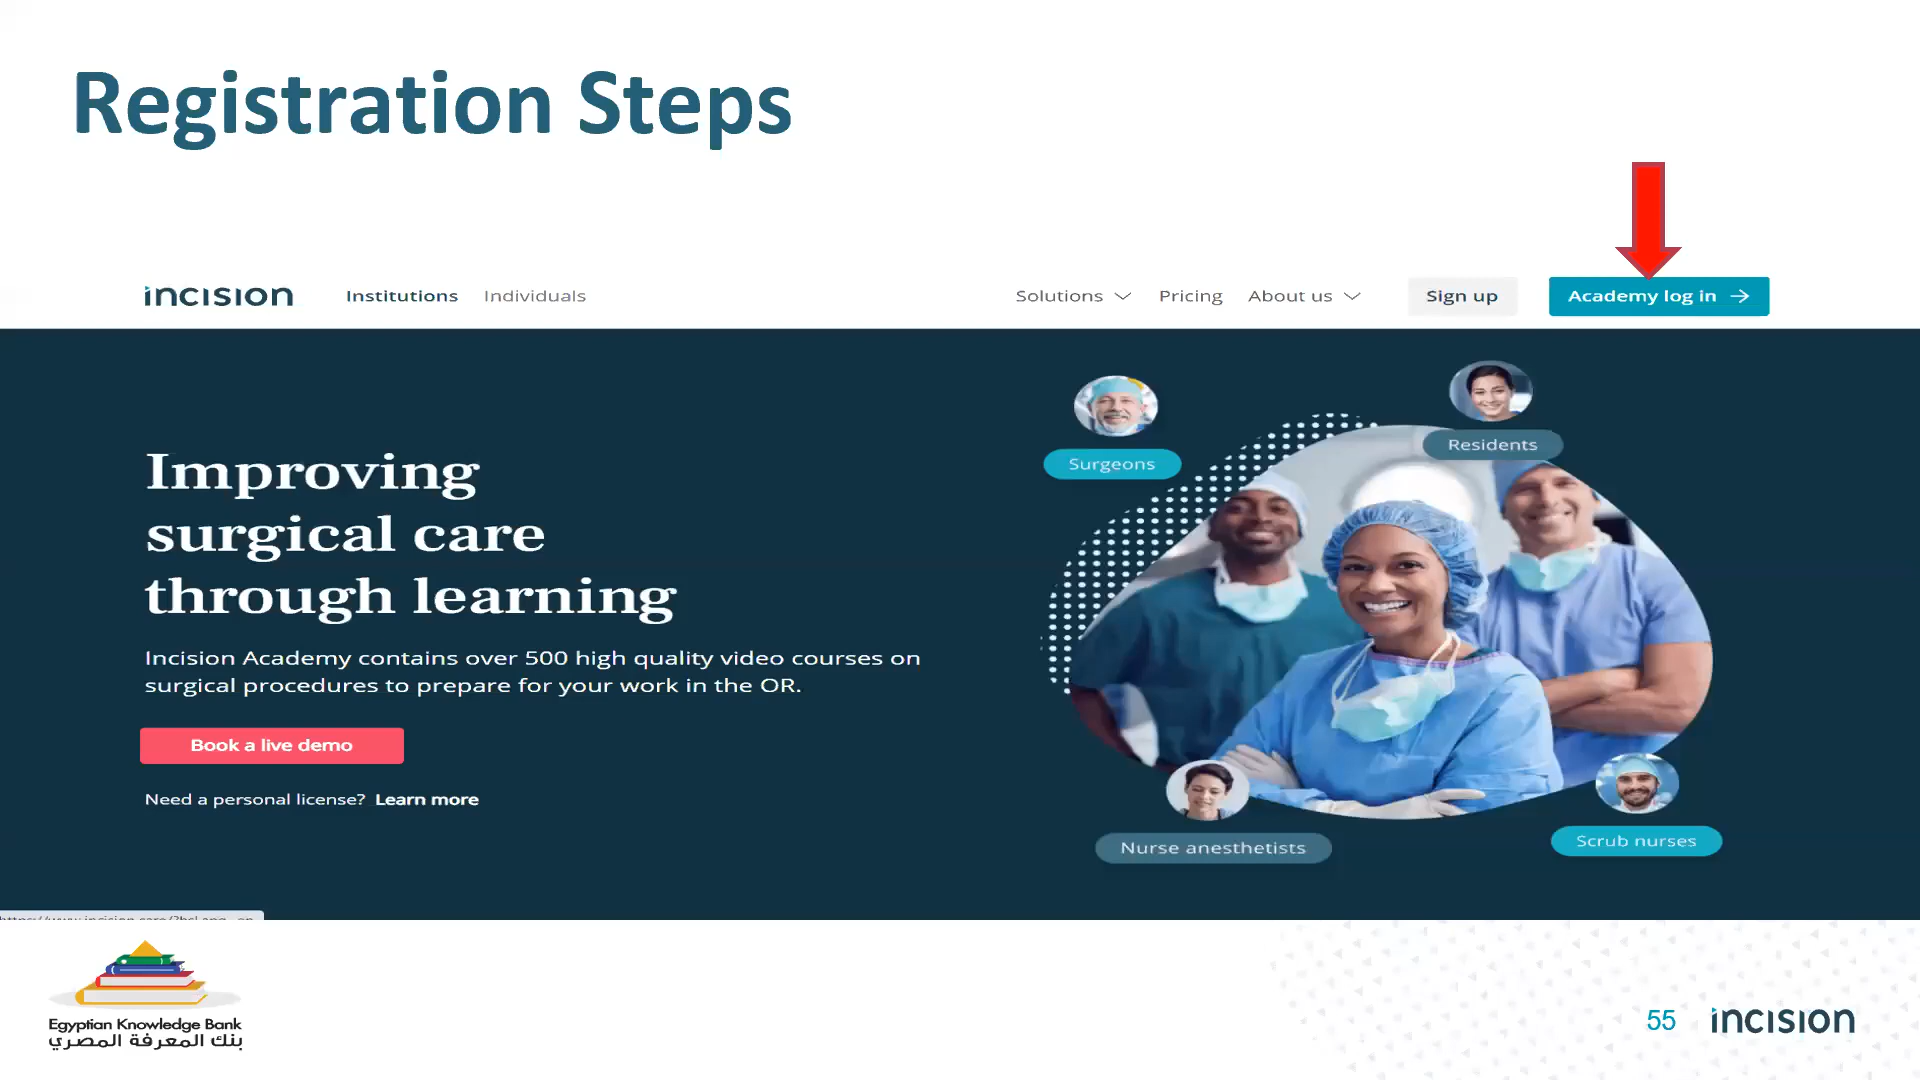 Registration Steps
incision
Institutions Individuals
Solutions Pricing About us Sign up Academy log in
Surgeons
Residents
Improving
surgical care
through learning
Incision Academy contains over 500 high quality video courses on
surgical procedures to prepare for your work in the OR.
Book a live demo
Need a personal license? Learn more
Nurse anesthetists
Scrub nurses
Egyptian Knowledge Bank
بنك المعرفة المصري
55 incision